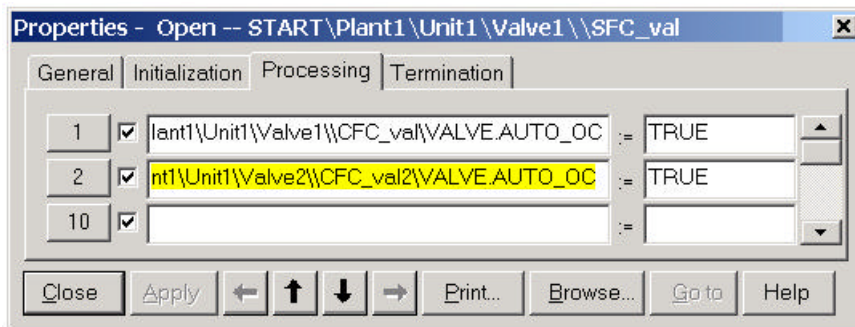 Properties - Open -- START\Plant1\Unit1\Valve1\\SFC_val
General Initialization Processing Termination
1 lant1\Unit1\Valve1\\CFC_val\VALVE.AUTO_OC := TRUE
2 nt1\Unit1\Valve2\\CFC_val2\VALVE.AUTO_OC := TRUE
10 :=
Close Apply Print... Browse... Go to Help